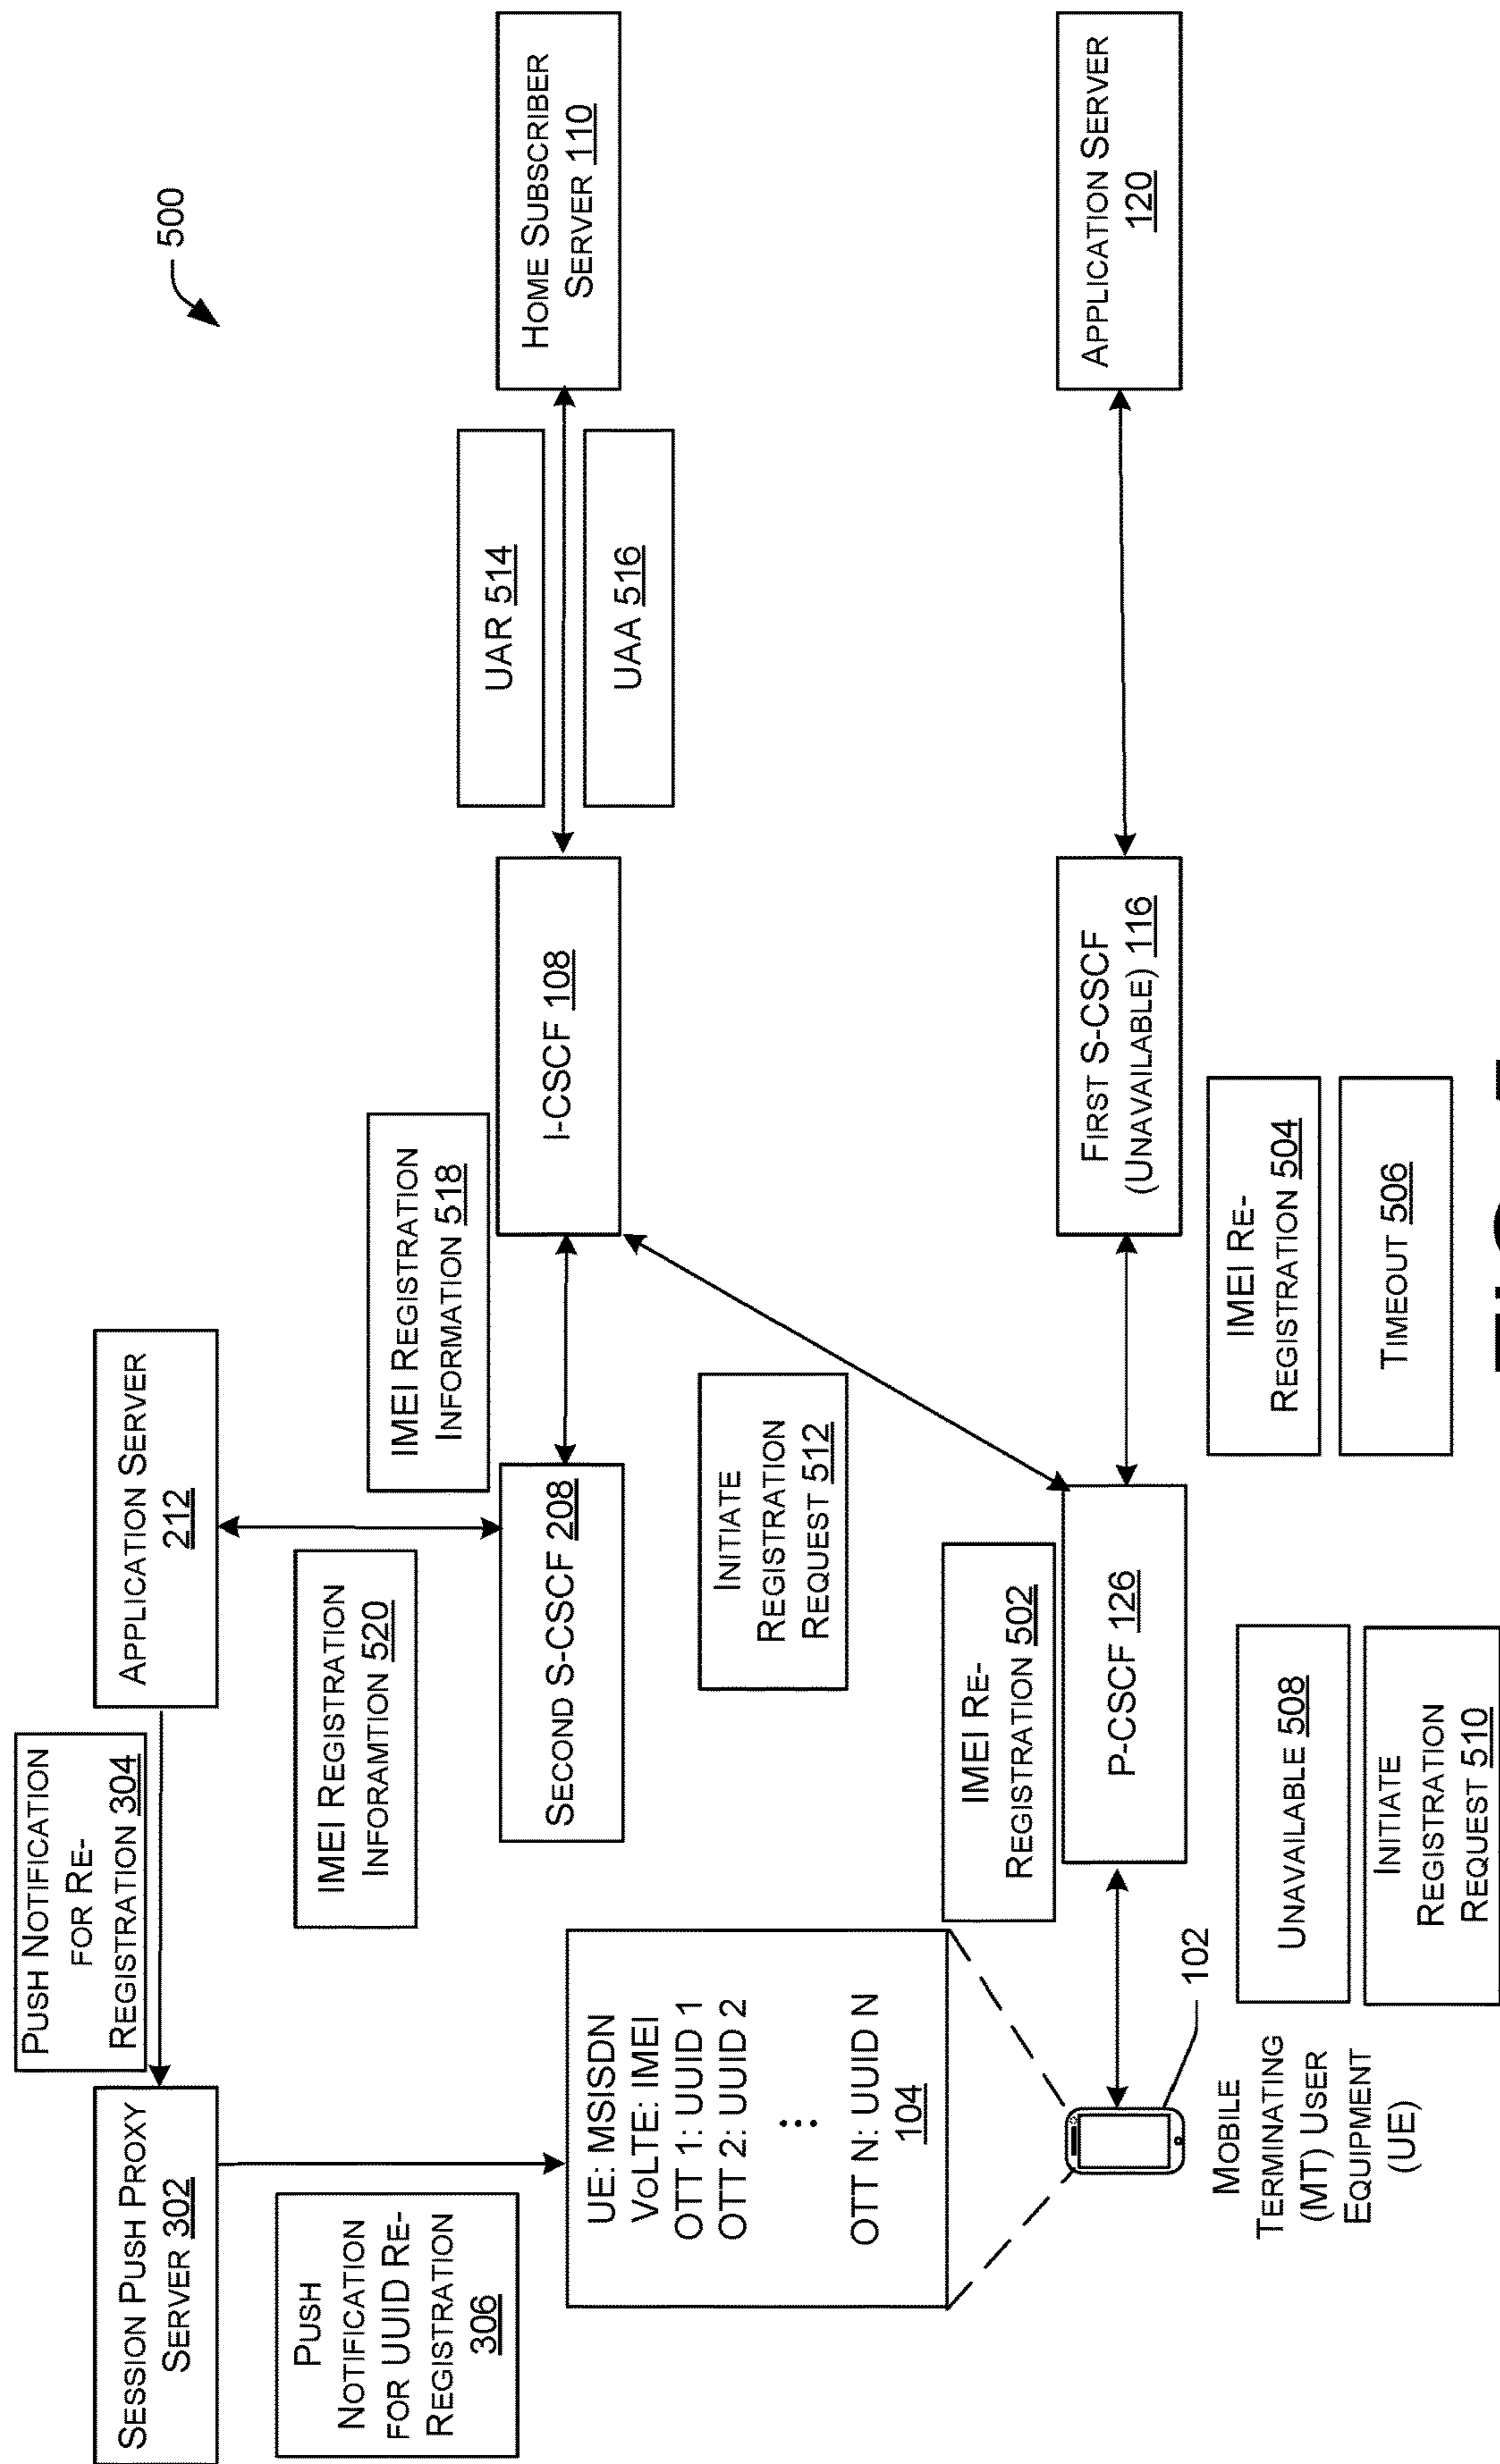 500
PUSH NOTIFICATION
FOR RE-
REGISTRATION 304
SESSION PUSH PROXY
SERVER 302
APPLICATION SERVER
212
PUSH
NOTIFICATION
FOR UUID RE-
REGISTRATION
306
IMEI REGISTRATION
INFORAMTION 520
IMEI REGISTRATION
INFORMATION 518
UAR 514
UAA 516
SECOND S-CSCF 208
I-CSCF 108
HOME SUBSCRIBER
SERVER 110
UE: MSISDN
VOLTE: IMEI
OTT 1: UUID 1
OTT 2: UUID 2
...
OTT N: UUID N
104
INITIATE
REGISTRATION
REQUEST 512
IMEI RE-
REGISTRATION 502
P-CSCF 126
FIRST S-CSCF
(UNAVAILABLE) 116
APPLICATION SERVER
120
102
MOBILE
TERMINATING
(MT) USER
EQUIPMENT
(UE)
UNAVAILABLE 508
INITIATE
REGISTRATION
REQUEST 510
IMEI RE-
REGISTRATION 504
TIMEOUT 506